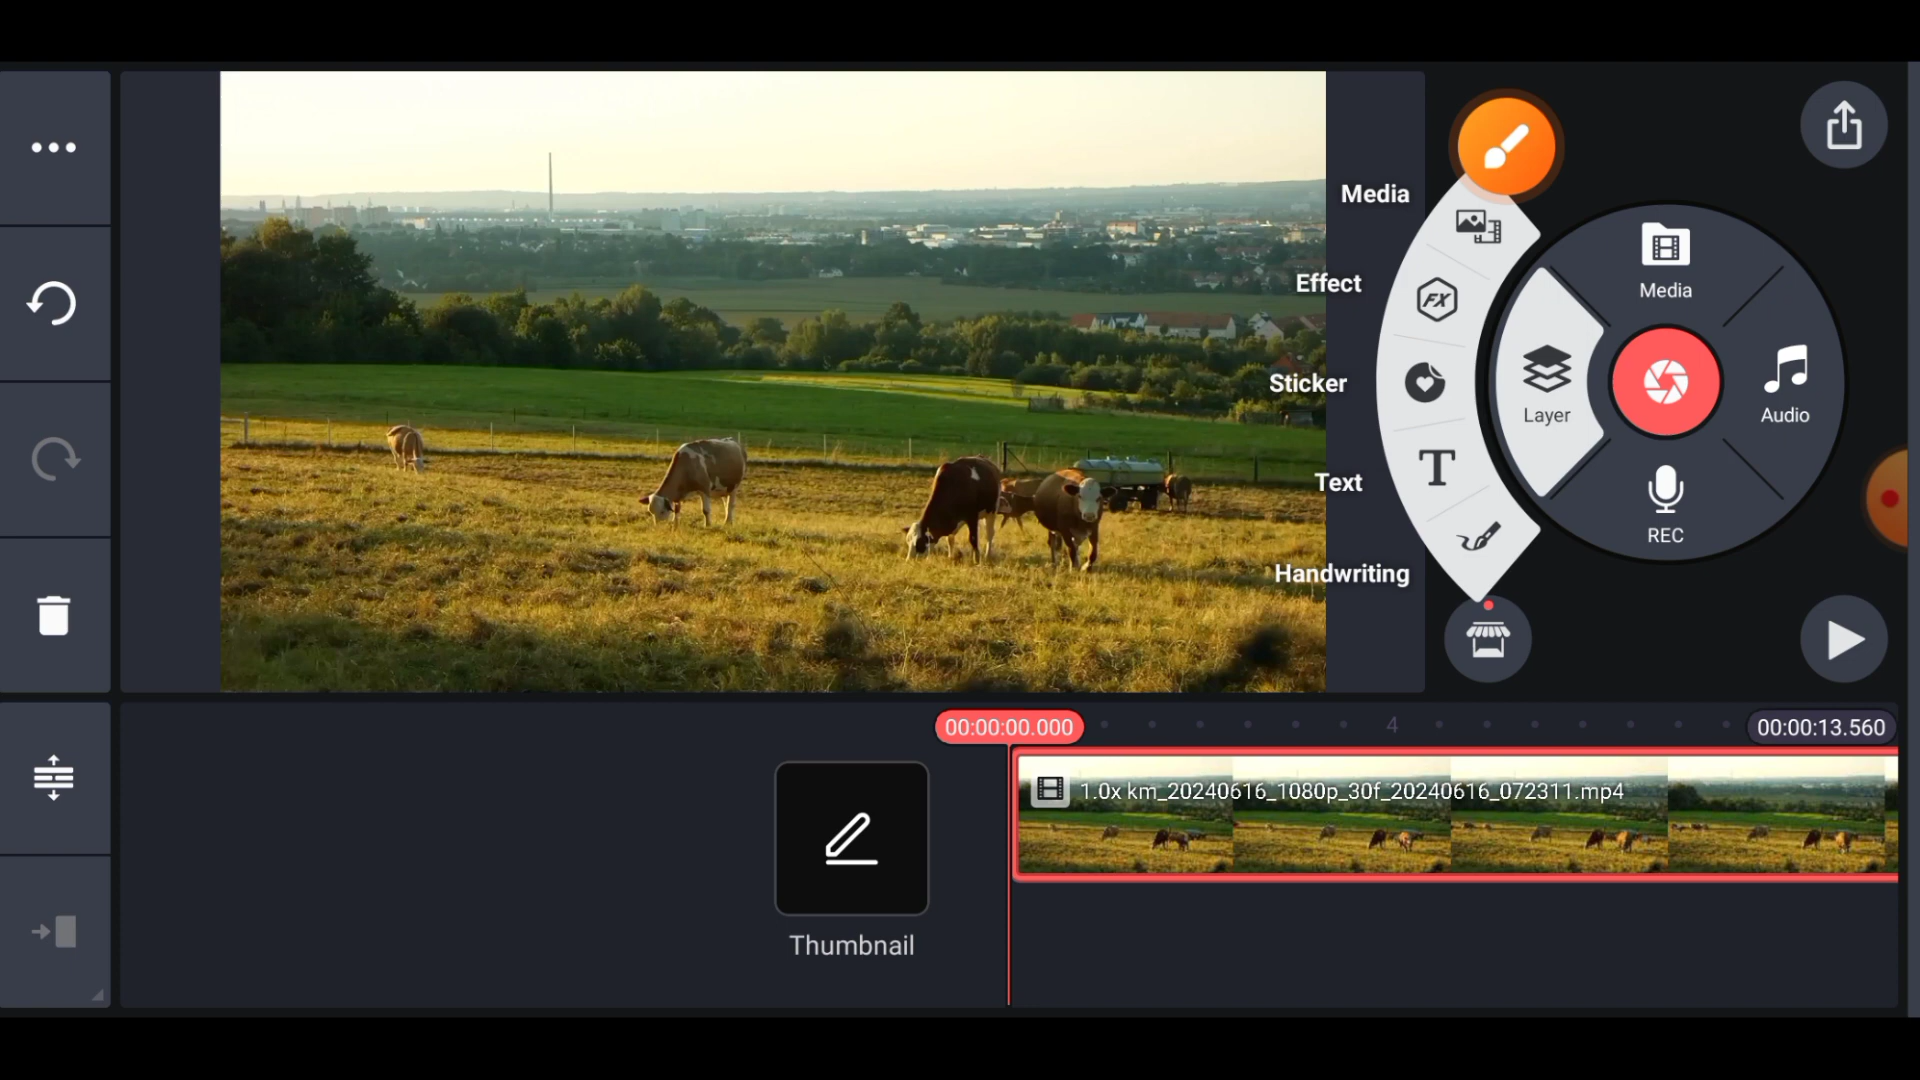 Media
Effect
Sticker
Text
Handwriting
FX
T
Media
Layer
Audio
REC
00:00:00.000
4
00:00:13.560
1.0x km_20240616_1080p_30f_20240616_072311.mp4
Thumbnail